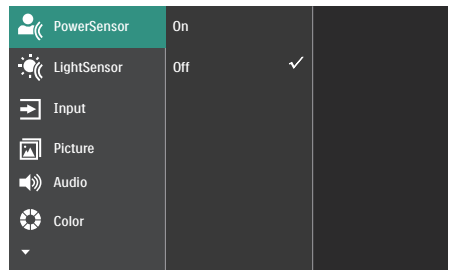 PowerSensor
On
LightSensor
Off
Input
Picture
Audio
Color